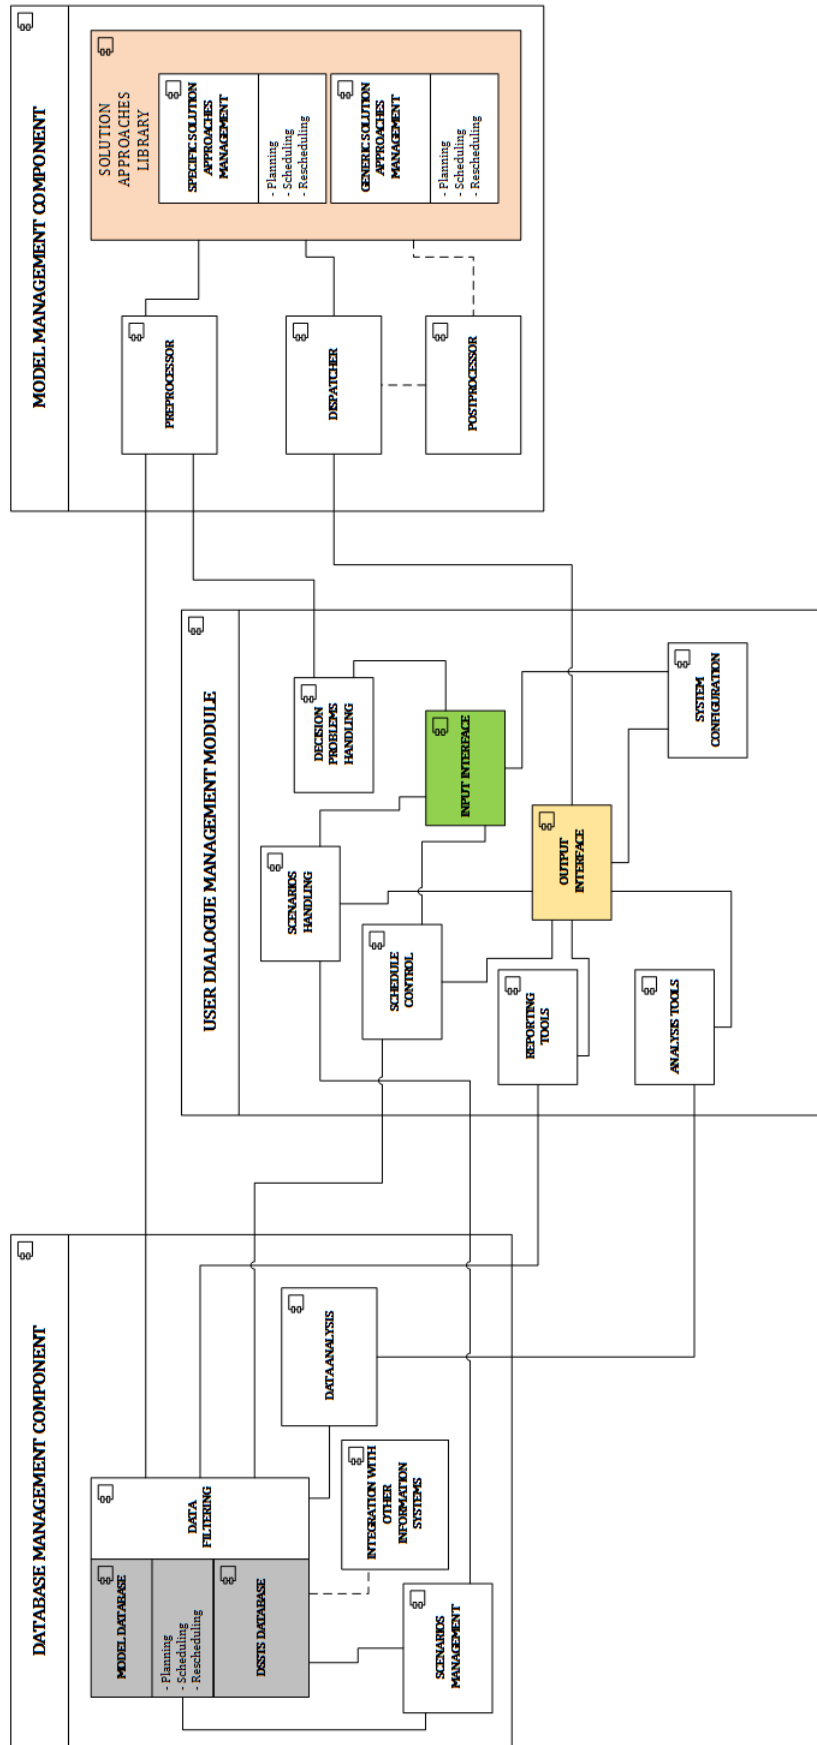 DATABASE MANAGEMENT COMPONENT
MODEL DATABASE
- Planning
- Scheduling
- Rescheduling
DSSTS DATABASE
DATA
FILTERING
DATA ANALYSIS
INTEGRATION WITH
OTHER
INFORMATION
SYSTEMS
SCENARIOS
MANAGEMENT
USER DIALOGUE MANAGEMENT MODULE
SCENARIOS
HANDLING
DECISION
PROBLEMS
HANDLING
SCHEDULE
CONTROL
INPUT INTERFACE
REPORTING
TOOLS
OUTPUT
INTERFACE
ANALYSIS TOOLS
SYSTEM
CONFIGURATION
MODEL MANAGEMENT COMPONENT
PREPROCESSOR
DISPATCHER
POSTPROCESSOR
SOLUTION
APPROACHES
LIBRARY
SPECIFIC SOLUTION
APPROACHES
MANAGEMENT
- Planning
- Scheduling
- Rescheduling
GENERIC SOLUTION
APPROACHES
MANAGEMENT
- Planning
- Scheduling
- Rescheduling